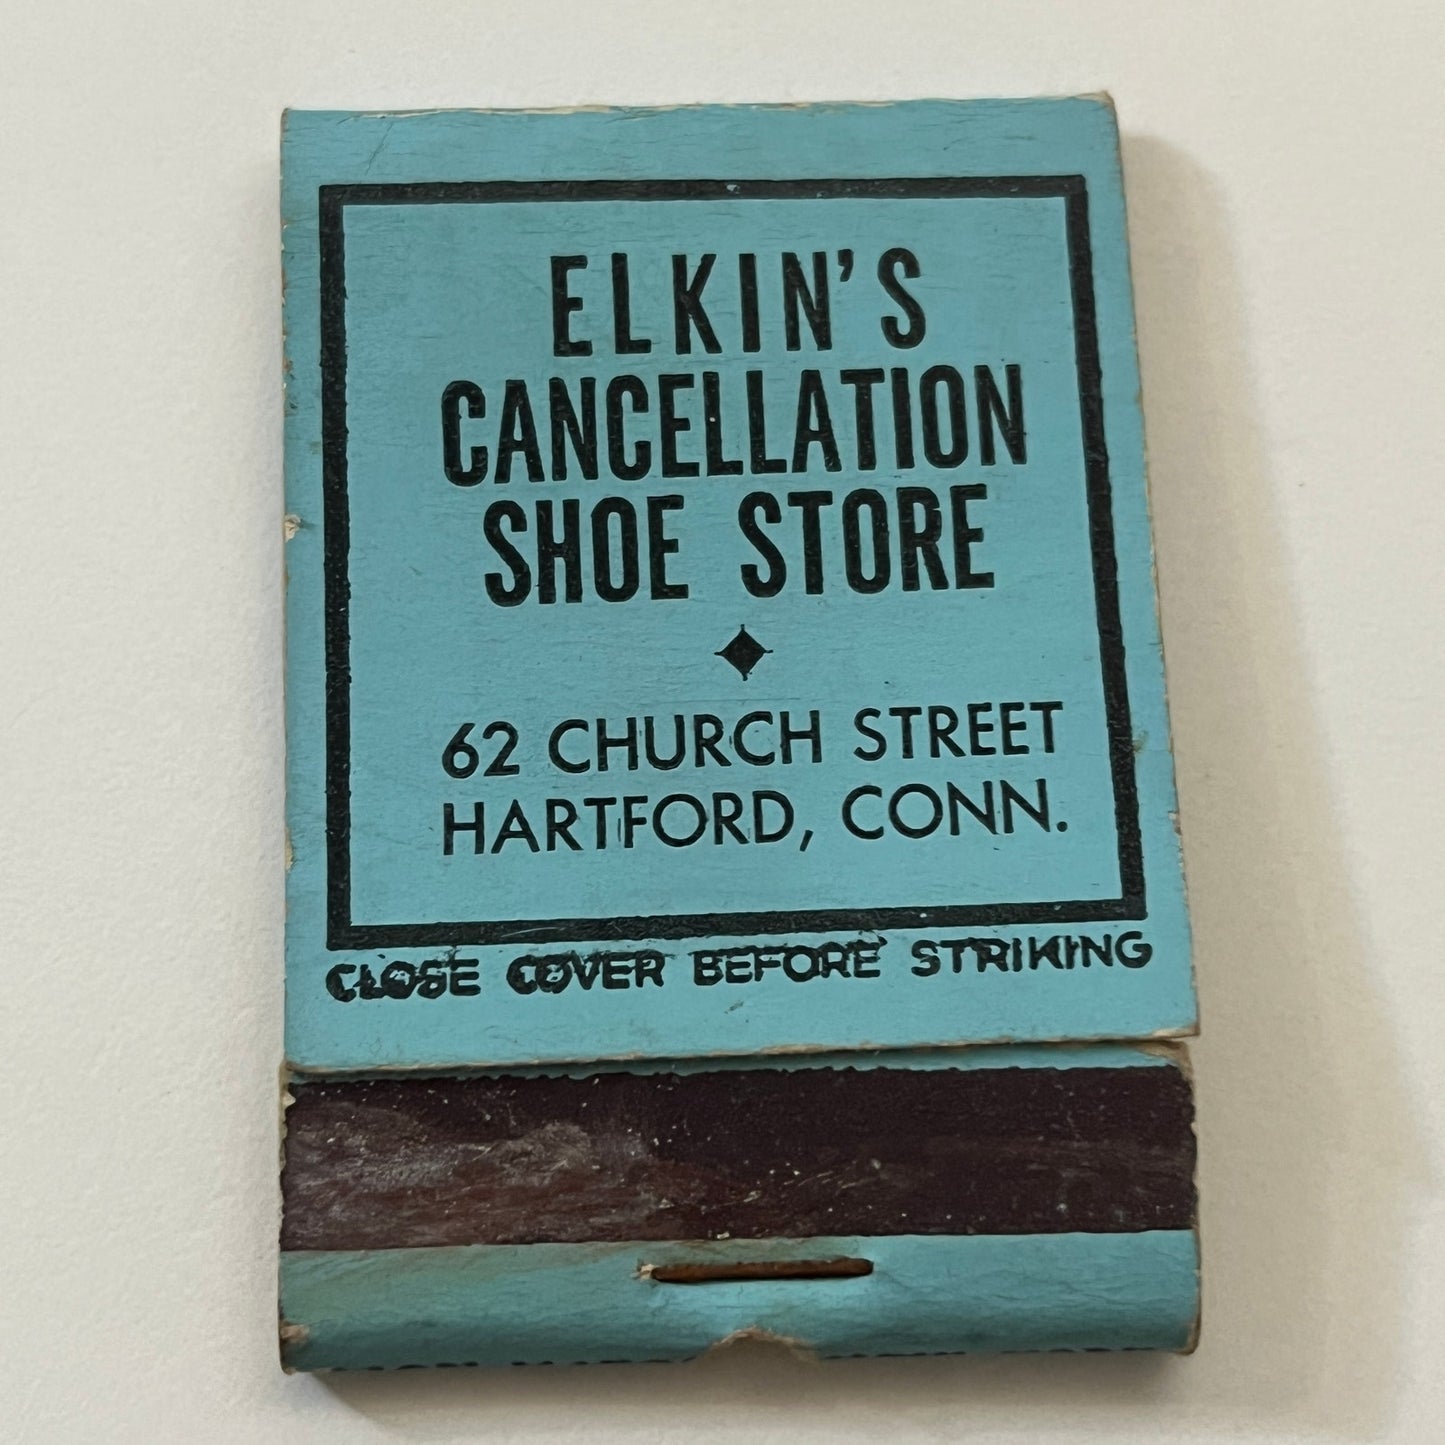 ELKIN'S
CANCELLATION
SHOE STORE
62 CHURCH STREET
HARTFORD, CONN.
CLOSE COVER BEFORE STRIKING